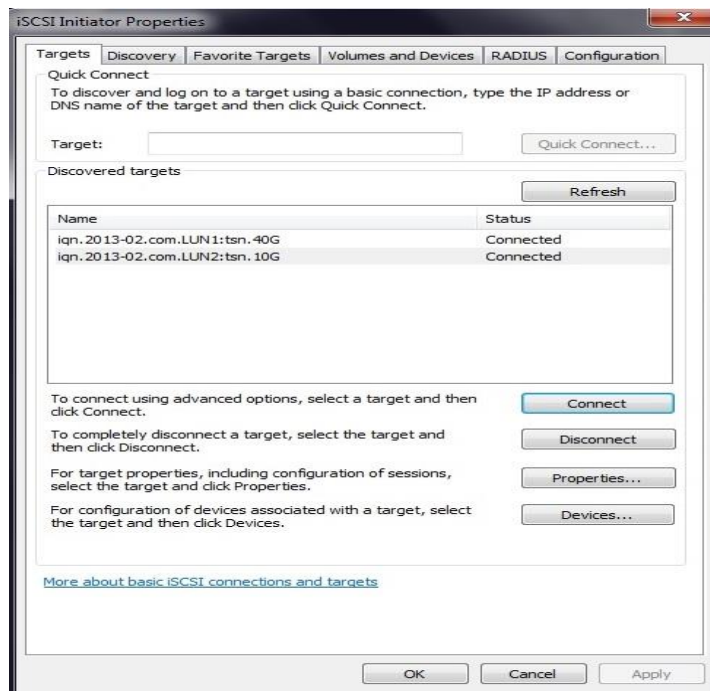 iSCSI Initiator Properties
Targets Discovery Favorite Targets Volumes and Devices RADIUS Configuration
Quick Connect
To discover and log on to a target using a basic connection, type the IP address or
DNS name of the target and then click Quick Connect.
Target: Quick Connect...
Discovered targets
Refresh
Name Status
iqn.2013-02.com.LUN1:tsn.40G Connected
iqn.2013-02.com.LUN2:tsn.10G Connected
To connect using advanced options, select a target and then
click Connect.
Connect
To completely disconnect a target, select the target and
then click Disconnect.
Disconnect
For target properties, including configuration of sessions,
select the target and click Properties.
Properties...
For configuration of devices associated with a target, select
the target and then click Devices.
Devices...
More about basic iSCSI connections and targets
OK Cancel Apply